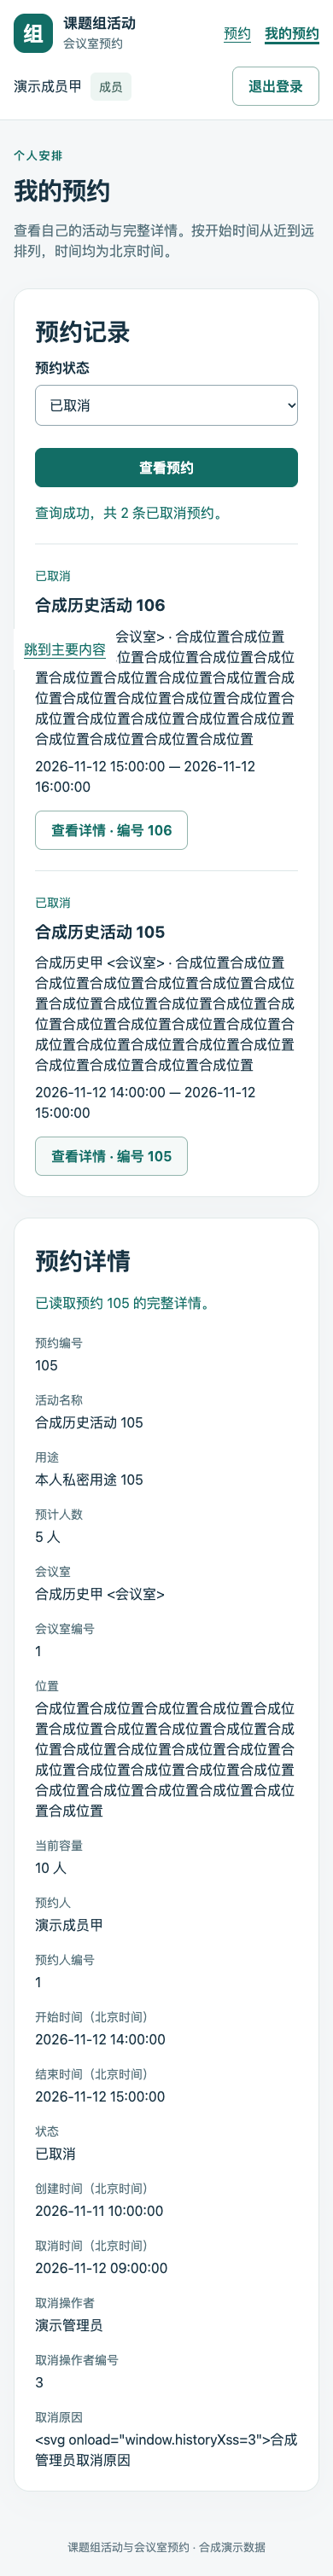 组
课题组活动
会议室预约
预约 我的预约
演示成员甲 成员
退出登录
个人安排
我的预约
查看自己的活动与完整详情。按开始时间从近到远
排列，时间均为北京时间。
预约记录
预约状态
已取消
查看预约
查询成功，共 2 条已取消预约。
已取消
合成历史活动 106
会议室> · 合成位置合成位置
跳到主要内容
位置合成位置合成位置合成位
置合成位置合成位置合成位置合成位置合成
位置合成位置合成位置合成位置合成位置合
成位置合成位置合成位置合成位置合成位置
合成位置合成位置合成位置合成位置
2026-11-12 15:00:00 — 2026-11-12
16:00:00
查看详情 · 编号 106
已取消
合成历史活动 105
合成历史甲 <会议室> · 合成位置合成位置
合成位置合成位置合成位置合成位置合成位
置合成位置合成位置合成位置合成位置合成
位置合成位置合成位置合成位置合成位置合
成位置合成位置合成位置合成位置合成位置
合成位置合成位置合成位置合成位置
2026-11-12 14:00:00 — 2026-11-12
15:00:00
查看详情 · 编号 105
预约详情
已读取预约 105 的完整详情。
预约编号
105
活动名称
合成历史活动 105
用途
本人私密用途 105
预计人数
5 人
会议室
合成历史甲 <会议室>
会议室编号
1
位置
合成位置合成位置合成位置合成位置合成位
置合成位置合成位置合成位置合成位置合成
位置合成位置合成位置合成位置合成位置合
成位置合成位置合成位置合成位置合成位置
合成位置合成位置合成位置合成位置合成位
置合成位置
当前容量
10 人
预约人
演示成员甲
预约人编号
1
开始时间（北京时间）
2026-11-12 14:00:00
结束时间（北京时间）
2026-11-12 15:00:00
状态
已取消
创建时间（北京时间）
2026-11-11 10:00:00
取消时间（北京时间）
2026-11-12 09:00:00
取消操作者
演示管理员
取消操作者编号
3
取消原因
<svg onload="window.historyXss=3">合成
管理员取消原因
课题组活动与会议室预约 · 合成演示数据